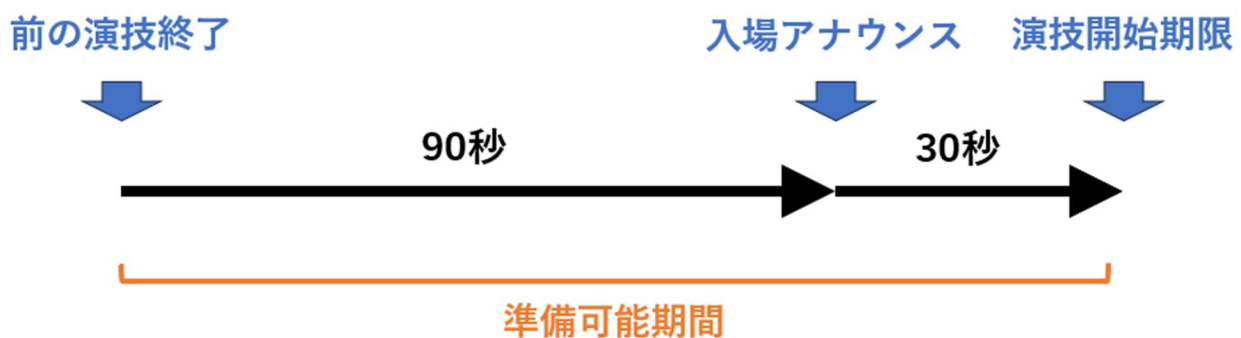 前の演技終了
入場アナウンス
演技開始期限
90秒
30秒
準備可能期間